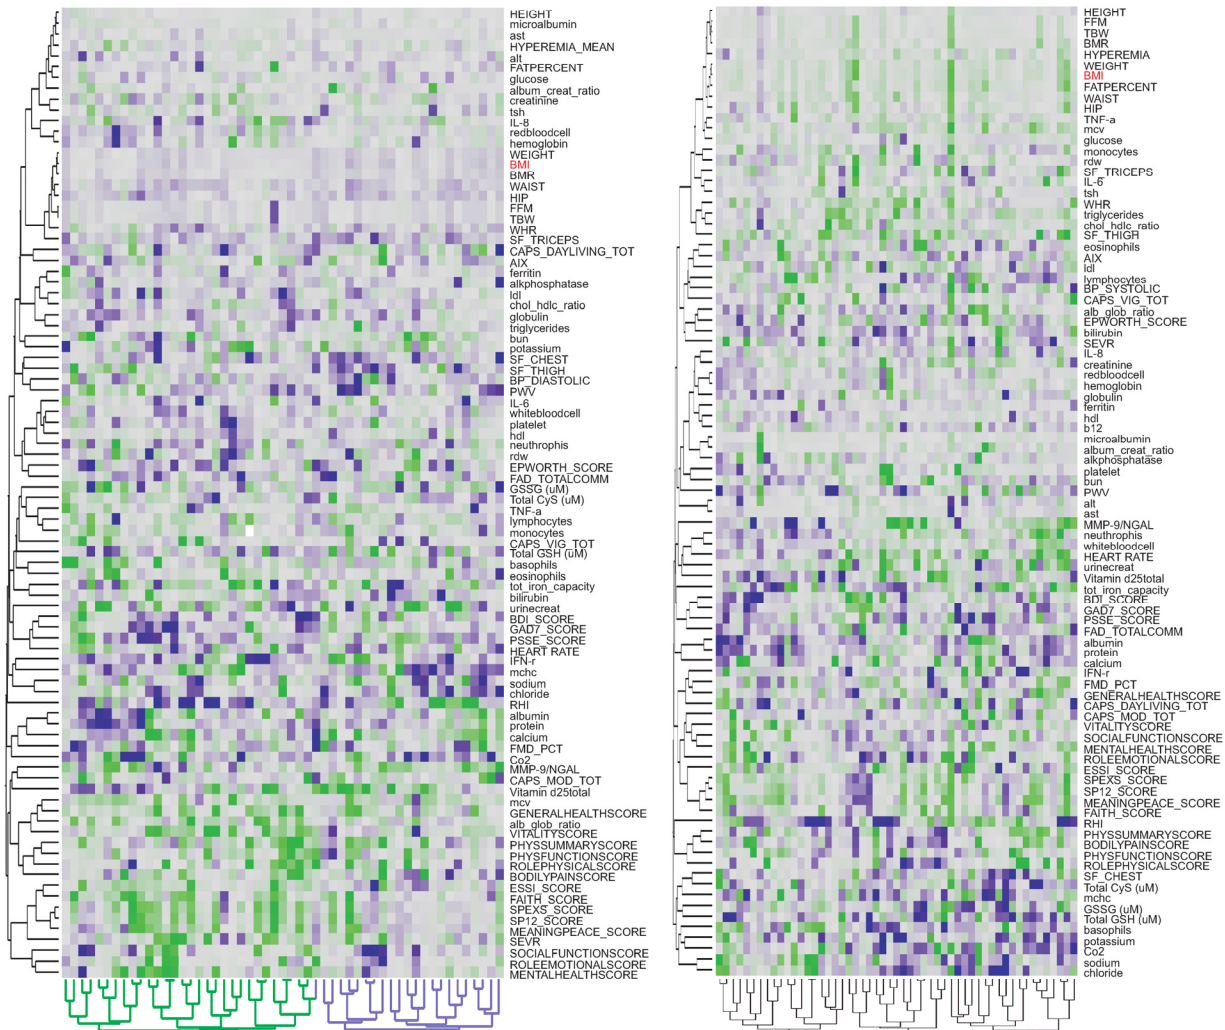 HEIGHT
microalbumin
ast
HYPEREMIA_MEAN
alt
FATPERCENT
glucose
album_creat_ratio
creatinine
tsh
IL-8
redbloodcell
hemoglobin
WEIGHT
BMI
BMR
WAIST
HIP
FFM
TBW
WHR
SF_TRICEPS
CAPS_DAYLIVING_TOT
AIX
ferritin
alkphosphatase
ldl
chol_hdlc_ratio
globulin
triglycerides
bun
potassium
SF_CHEST
SF_THIGH
BP_DIASTOLIC
PWV
IL-6
whitebloodcell
platelet
hdl
neutrophis
rdw
EPWORTH_SCORE
FAD_TOTALCOMM
GSSG (uM)
Total CyS (uM)
TNF-a
lymphocytes
monocytes
CAPS_VIG_TOT
Total GSH (uM)
basophils
eosinophils
tot_iron_capacity
bilirubin
urinecreat
BDI_SCORE
GAD7_SCORE
PSSE_SCORE
HEART RATE
IFN-r
mchc
sodium
chloride
RHI
albumin
protein
calcium
FMD_PCT
Co2
MMP-9/NGAL
CAPS_MOD_TOT
Vitamin d25total
mcv
GENERALHEALTHSCORE
alb_glob_ratio
VITALITYSCORE
PHYSSUMMARYSCORE
PHYSFUNCTIONSCORE
ROLEPHYSICALSCORE
BODILYPAINSCORE
ESSI_SCORE
FAITH_SCORE
SPEXS_SCORE
SP12_SCORE
MEANINGPEACE_SCORE
SEVR
SOCIALFUNCTIONSCORE
ROLEEMOTIONALSCORE
MENTALHEALTHSCORE
HEIGHT
FFM
TBW
BMR
HYPEREMIA
WEIGHT
BMI
FATPERCENT
WAIST
HIP
TNF-a
mcv
glucose
monocytes
rdw
SF_TRICEPS
IL-6
tsh
WHR
triglycerides
chol_hdlc_ratio
SF_THIGH
eosinophils
AIX
ldl
lymphocytes
BP_SYSTOLIC
CAPS_VIG_TOT
alb_glob_ratio
EPWORTH_SCORE
bilirubin
SEVR
IL-8
creatinine
redbloodcell
hemoglobin
globulin
ferritin
hdl
b12
microalbumin
album_creat_ratio
alkphosphatase
platelet
bun
PWV
alt
ast
MMP-9/NGAL
neutrophis
whitebloodcell
HEART RATE
urinecreat
Vitamin d25total
tot_iron_capacity
BDI_SCORE
GAD7_SCORE
PSSE_SCORE
FAD_TOTALCOMM
albumin
protein
calcium
IFN-r
FMD_PCT
GENERALHEALTHSCORE
CAPS_DAYLIVING_TOT
CAPS_MOD_TOT
VITALITYSCORE
SOCIALFUNCTIONSCORE
MENTALHEALTHSCORE
ROLEEMOTIONALSCORE
ESSI_SCORE
SPEXS_SCORE
SP12_SCORE
MEANINGPEACE_SCORE
FAITH_SCORE
RHI
PHYSSUMMARYSCORE
BODILYPAINSCORE
PHYSFUNCTIONSCORE
ROLEPHYSICALSCORE
SF_CHEST
Total CyS (uM)
mchc
GSSG (uM)
Total GSH (uM)
basophils
potassium
Co2
sodium
chloride